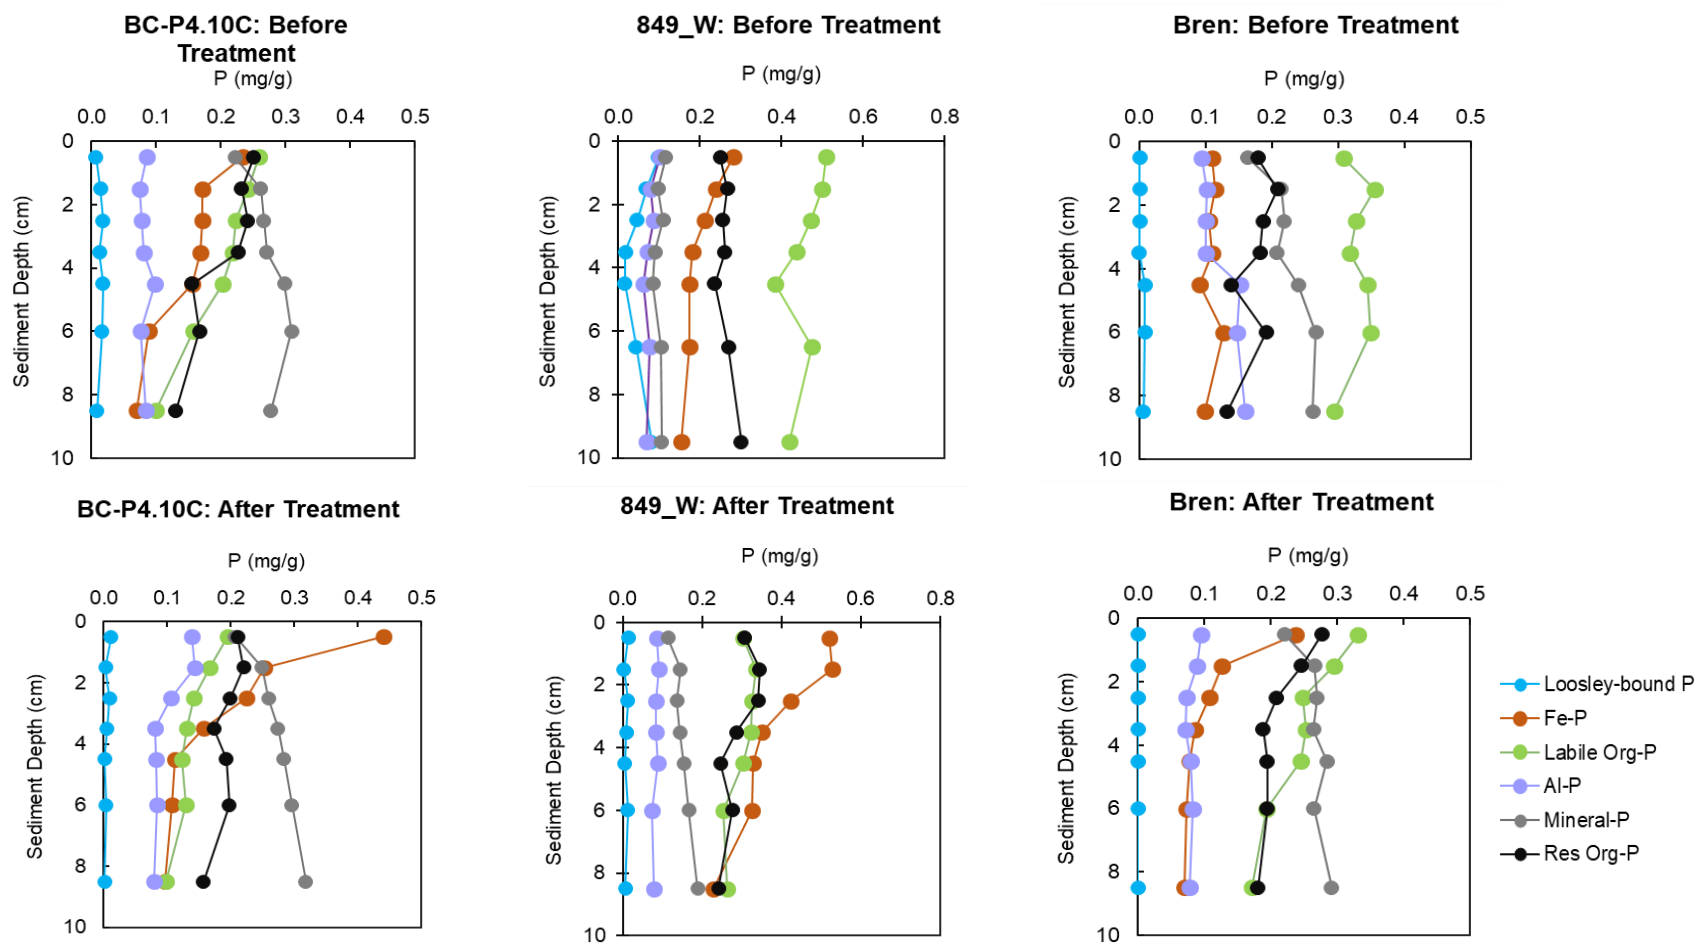 BC-P4.10C: Before
Treatment
P (mg/g)
0.0 0.1 0.2 0.3 0.4 0.5
0
2
4
6
8
10
Sediment Depth (cm)
849_W: Before Treatment
P (mg/g)
0.0 0.2 0.4 0.6 0.8
0
2
4
6
8
10
Sediment Depth (cm)
Bren: Before Treatment
P (mg/g)
0.0 0.1 0.2 0.3 0.4 0.5
0
2
4
6
8
10
Sediment Depth (cm)
BC-P4.10C: After Treatment
P (mg/g)
0.0 0.1 0.2 0.3 0.4 0.5
0
2
4
6
8
10
Sediment Depth (cm)
849_W: After Treatment
P (mg/g)
0.0 0.2 0.4 0.6 0.8
0
2
4
6
8
10
Sediment Depth (cm)
Bren: After Treatment
P (mg/g)
0.0 0.1 0.2 0.3 0.4 0.5
0
2
4
6
8
10
Sediment Depth (cm)
Loosley-bound P
Fe-P
Labile Org-P
Al-P
Mineral-P
Res Org-P